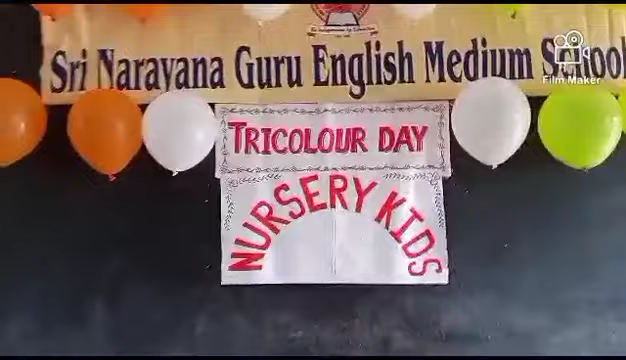 Sri Narayana Guru English Medium School
Film Maker
TRICOLOUR DAY
NURSERY KIDS